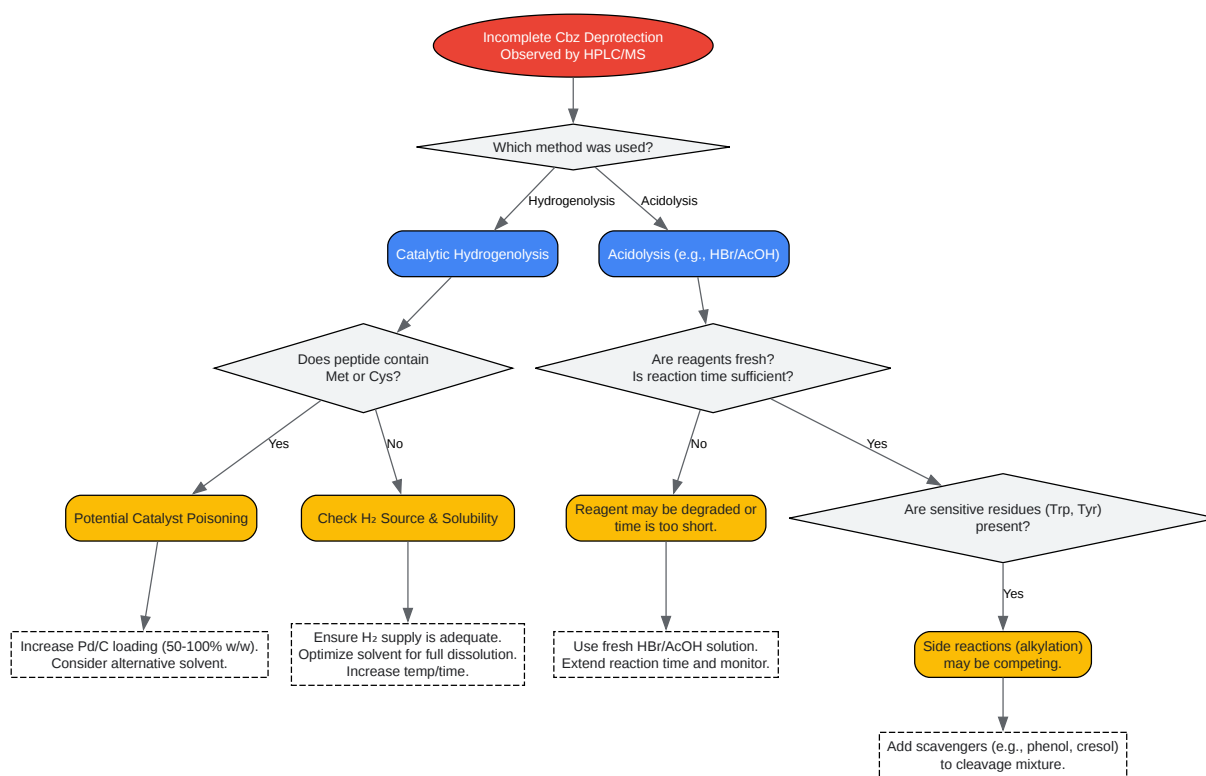 Incomplete Cbz Deprotection
Observed by HPLC/MS
Which method was used?
Hydrogenolysis
Acidolysis
Catalytic Hydrogenolysis
Acidolysis (e.g., HBr/AcOH)
Does peptide contain
Met or Cys?
Are reagents fresh?
Is reaction time sufficient?
Yes
No
No
Yes
Potential Catalyst Poisoning
Check H₂ Source & Solubility
Reagent may be degraded or
time is too short.
Are sensitive residues (Trp, Tyr)
present?
Yes
Increase Pd/C loading (50-100% w/w).
Consider alternative solvent.
Ensure H₂ supply is adequate.
Optimize solvent for full dissolution.
Increase temp/time.
Use fresh HBr/AcOH solution.
Extend reaction time and monitor.
Side reactions (alkylation)
may be competing.
Add scavengers (e.g., phenol, cresol)
to cleavage mixture.